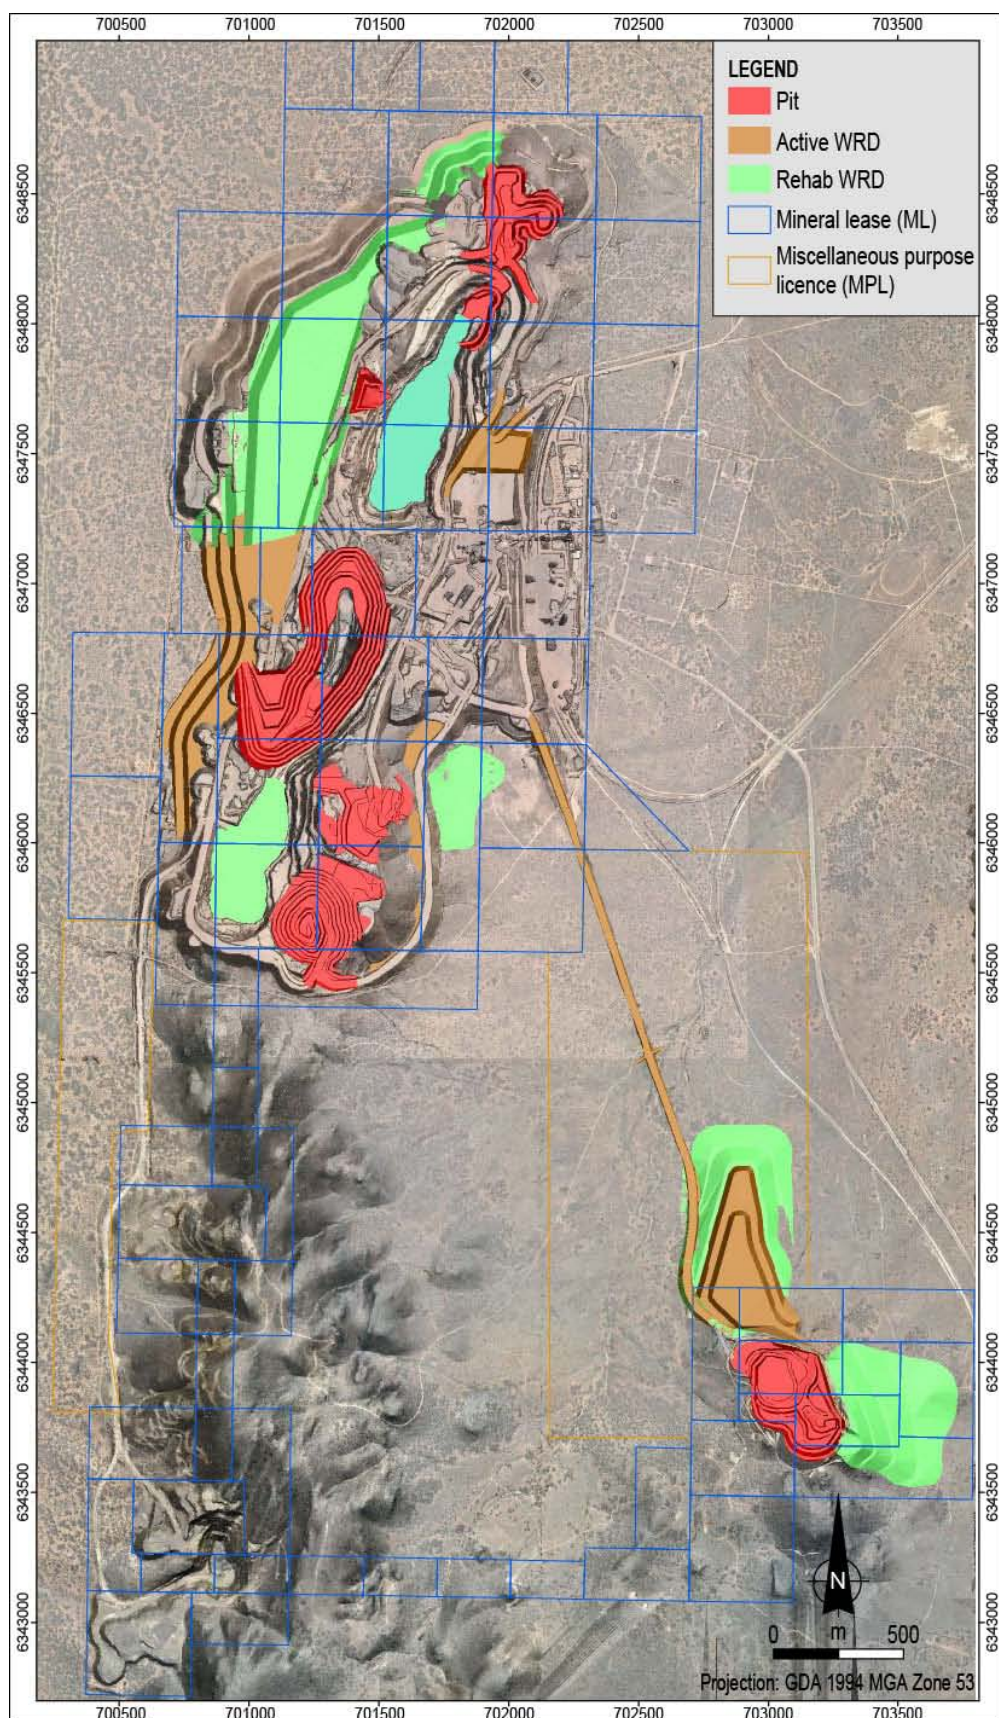 700500 701000 701500 702000 702500 703000 703500
LEGEND
Pit
Active WRD
Rehab WRD
Mineral lease (ML)
Miscellaneous purpose
licence (MPL)
6348500 6348500
6348000 6348000
6347500 6347500
6347000 6347000
6346500 6346500
6346000 6346000
6345500 6345500
6345000 6345000
6344500 6344500
6344000 6344000
6343500 6343500
6343000 6343000
N
0 m 500
Projection: GDA 1994 MGA Zone 53
700500 701000 701500 702000 702500 703000 703500